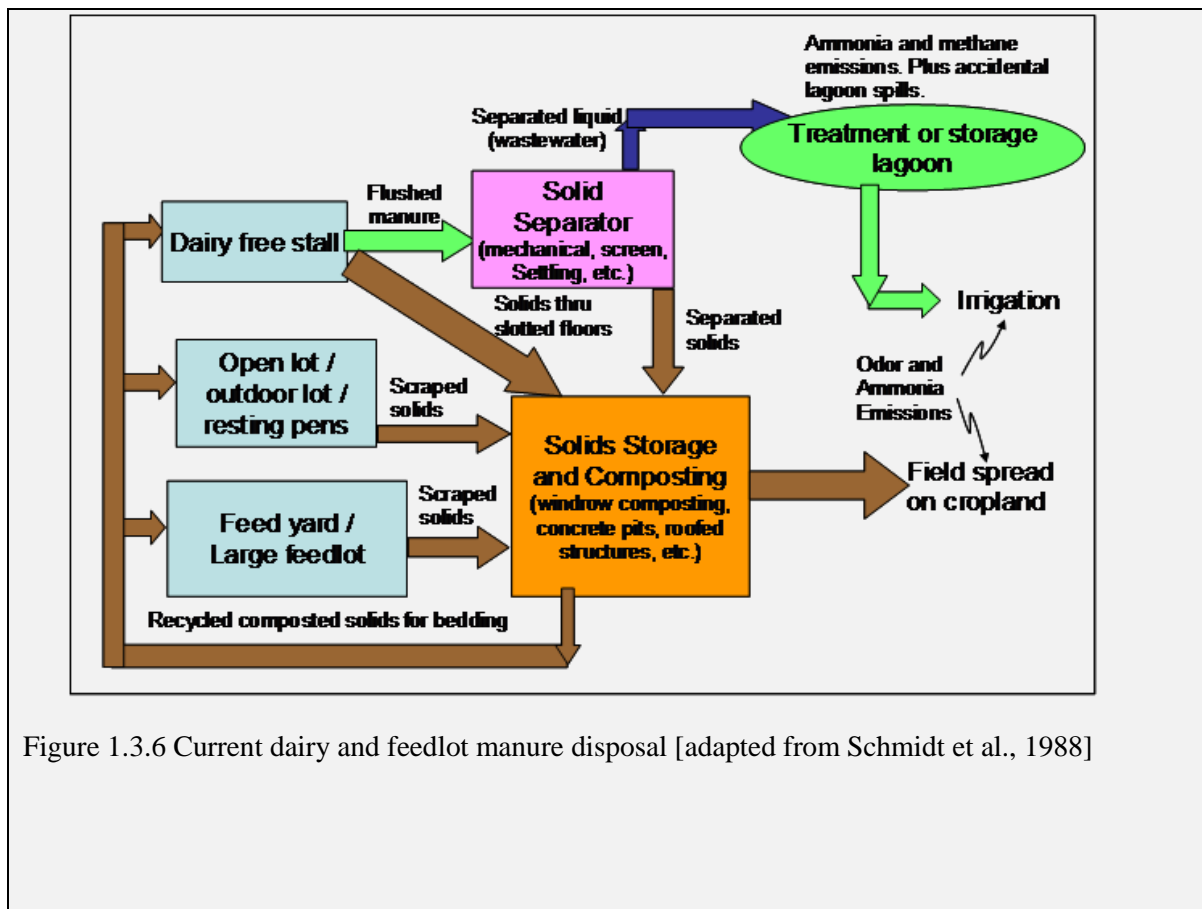 Ammonia and methane
emissions. Plus accidental
lagoon spills.
Separated liquid
(wastewater)
Treatment or storage
lagoon
Flushed
manure
Solid
Separator
(mechanical, screen,
Settling, etc.)
Dairy free stall
Solids thru
slotted floors
Separated
solids
Irrigation
Open lot /
outdoor lot /
resting pens
Scraped
solids
Odor and
Ammonia
Emissions
Solids Storage
and Composting
(windrow composting,
concrete pits, roofed
structures, etc.)
Field spread
on cropland
Feed yard /
Large feedlot
Scraped
solids
Recycled composted solids for bedding
Figure 1.3.6 Current dairy and feedlot manure disposal [adapted from Schmidt et al., 1988]